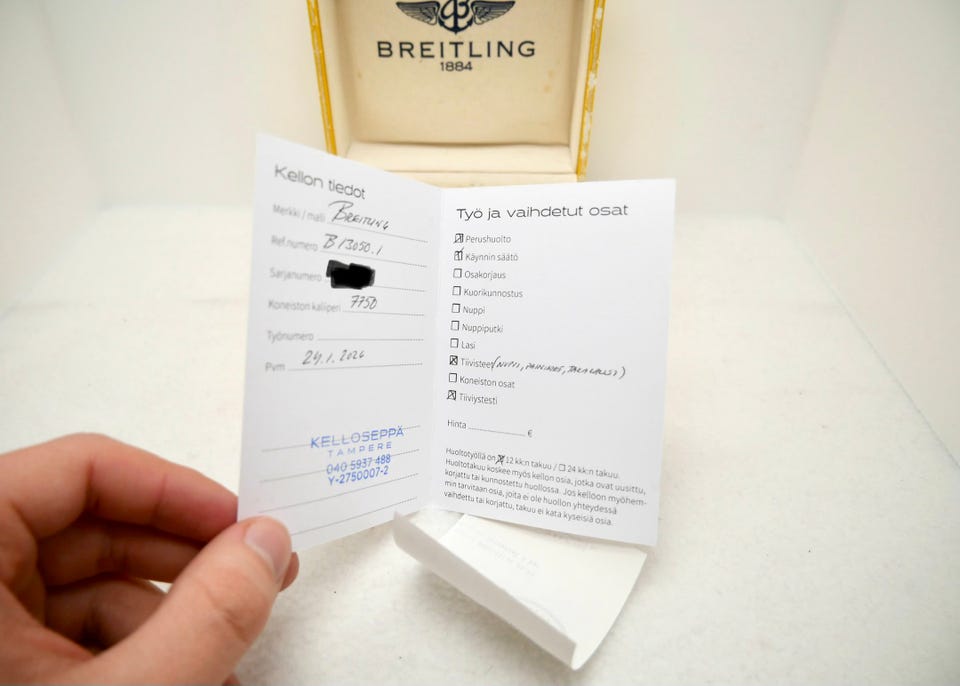 BREITLING
1884
Kellon tiedot
Merkki / malli BREITLING
Ref.numero B13050.1
Sarjanumero
Koneiston kaliiperi 7750
Työnumero
Pvm 24.1.2026
KELLOSEPPÄ
TAMPERE
040 5937 488
Y-2750007-2
Työ ja vaihdetut osat
Perushuolto
Käynnin säätö
Osakorjaus
Kuorikunnostus
Nuppi
Nuppiputki
Lasi
Tiivisteet (NUPPI, PAINIKKEET,
Koneiston osat
Tiiviystesti
Hinta €
Huoltotyöllä on 12 kk:n takuu / 24 kk:n takuu.
Huoltotakuu koskee myös kellon osia, jotka ovat uusittu,
korjattu tai kunnostettu huollossa. Jos kelloon myöhem-
min tarvitaan osia, joita ei ole huollon yhteydessä
vaihdettu tai korjattu, takuu ei kata kyseisiä osia.